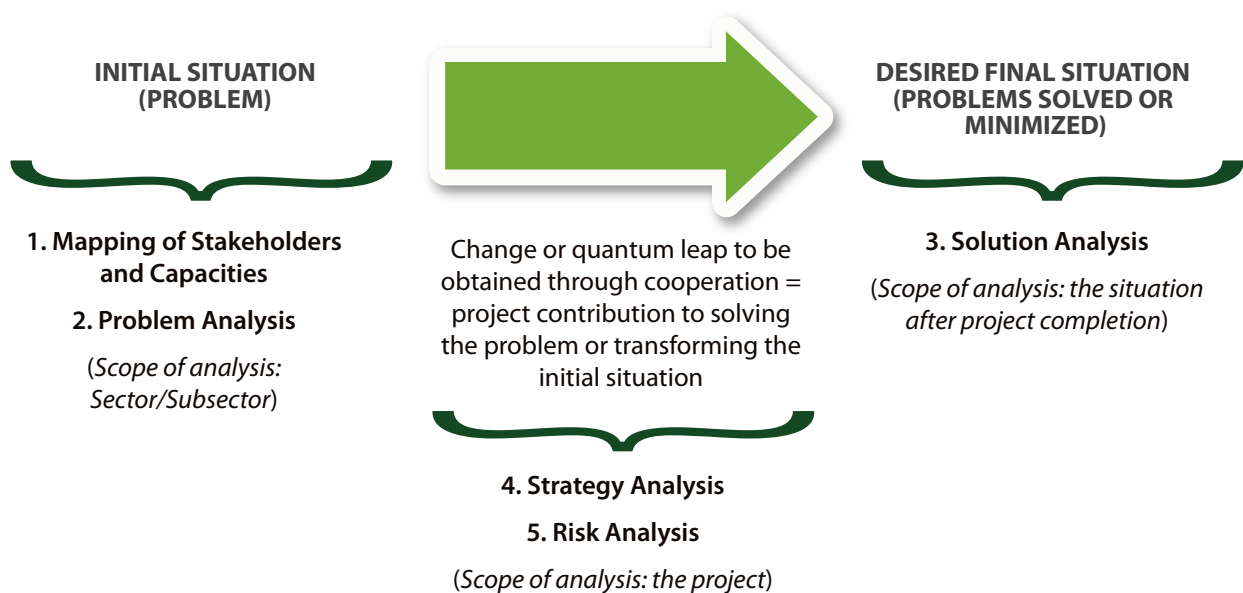 INITIAL SITUATION
(PROBLEM)
1. Mapping of Stakeholders
and Capacities
2. Problem Analysis
(Scope of analysis:
Sector/Subsector)
Change or quantum leap to be
obtained through cooperation =
project contribution to solving
the problem or transforming the
initial situation
4. Strategy Analysis
5. Risk Analysis
(Scope of analysis: the project)
DESIRED FINAL SITUATION
(PROBLEMS SOLVED OR
MINIMIZED)
3. Solution Analysis
(Scope of analysis: the situation
after project completion)